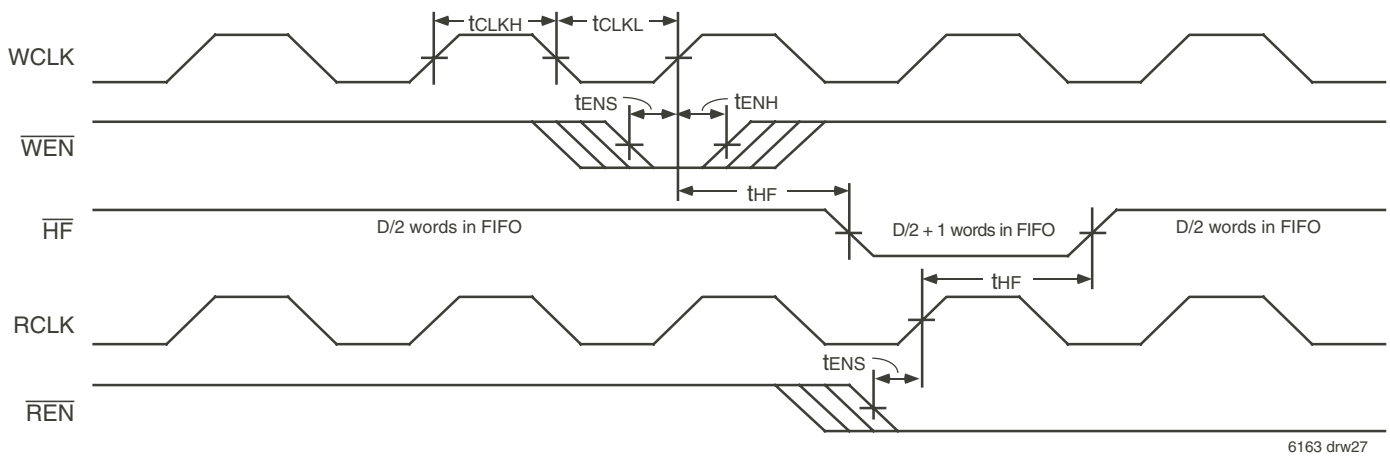 tCLKH
tCLKL
WCLK
tENS
tENH
WEN
tHF
HF
D/2 words in FIFO
D/2 + 1 words in FIFO
D/2 words in FIFO
tHF
RCLK
tENS
REN
6163 drw27